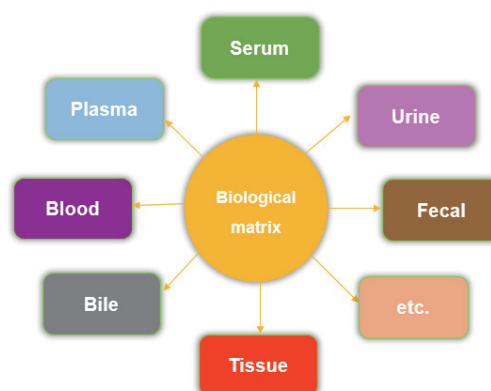 Serum
Plasma
Urine
Biological
matrix
Blood
Fecal
Bile
etc.
Tissue